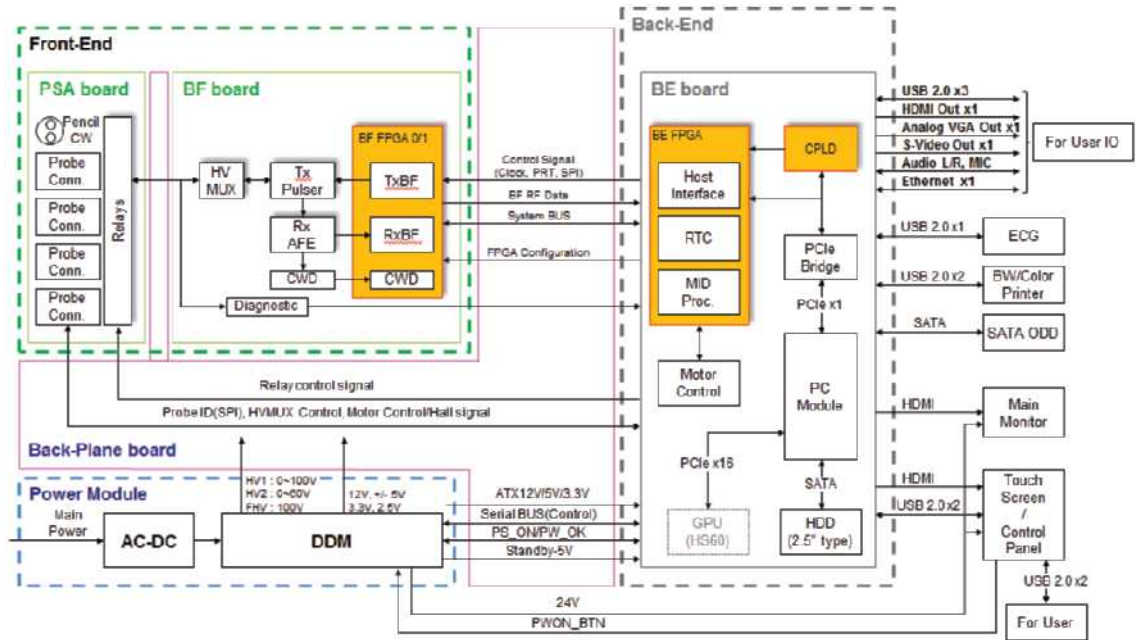 Front-End
PSA board
BF board
Pencil
CW
Probe
Conn.
Probe
Conn.
Probe
Conn.
Probe
Conn.
Relays
HV
MUX
Tx
Pulser
Rx
AFE
CWD
Diagnostic
BF FPGA 0/1
TxBF
RxBF
CWD
Control Signal
(Clock, PRT, SPI)
BF RF Data
System BUS
FPGA Configuration
Back-End
BE board
BE FPGA
Host
Interface
RTC
MID
Proc.
CPLD
PCIe
Bridge
PCIe x1
Motor
Control
PC
Module
PCIe x16
SATA
GPU
(HS60)
HDD
(2.5" type)
USB 2.0 x3
HDMI Out x1
Analog VGA Out x1
S-Video Out x1
Audio L/R, MIC
Ethernet x1
For User IO
USB 2.0 x1
ECG
USB 2.0 x2
BW/Color
Printer
SATA
SATA ODD
HDMI
Main
Monitor
HDMI
USB 2.0 x2
Touch
Screen
/
Control
Panel
USB 2.0 x2
For User
Relay control signal
Probe ID(SPI), HVMUX Control, Motor Control/Hall signal
Back-Plane board
Power Module
Main
Power
AC-DC
DDM
HV1 : 0~100V
HV2 : 0~60V
FHV : 100V
12V, +/- 5V
3.3V, 2.5V
ATX12V/5V/3.3V
Serial BUS(Control)
PS_ON/PW_OK
Standby-5V
24V
PWON_BTN